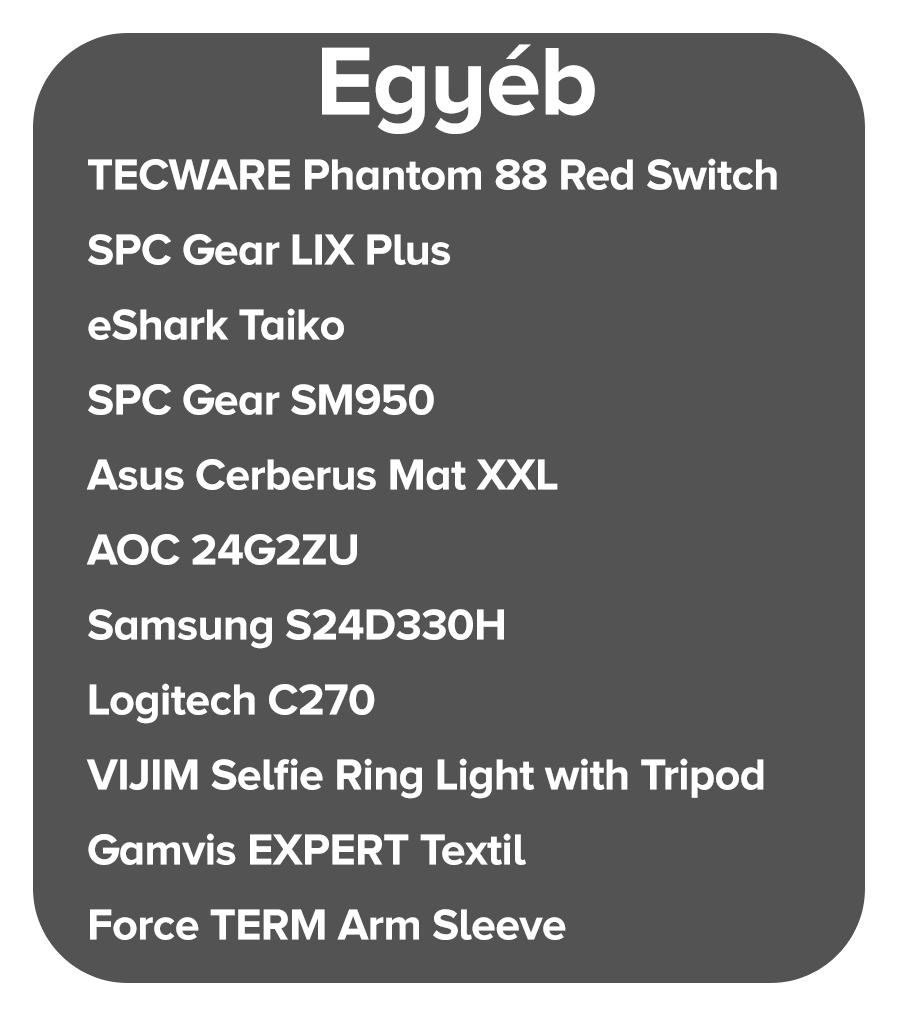 Egyéb
TECWARE Phantom 88 Red Switch
SPC Gear LIX Plus
eShark Taiko
SPC Gear SM950
Asus Cerberus Mat XXL
AOC 24G2ZU
Samsung S24D330H
Logitech C270
VIJIM Selfie Ring Light with Tripod
Gamvis EXPERT Textil
Force TERM Arm Sleeve